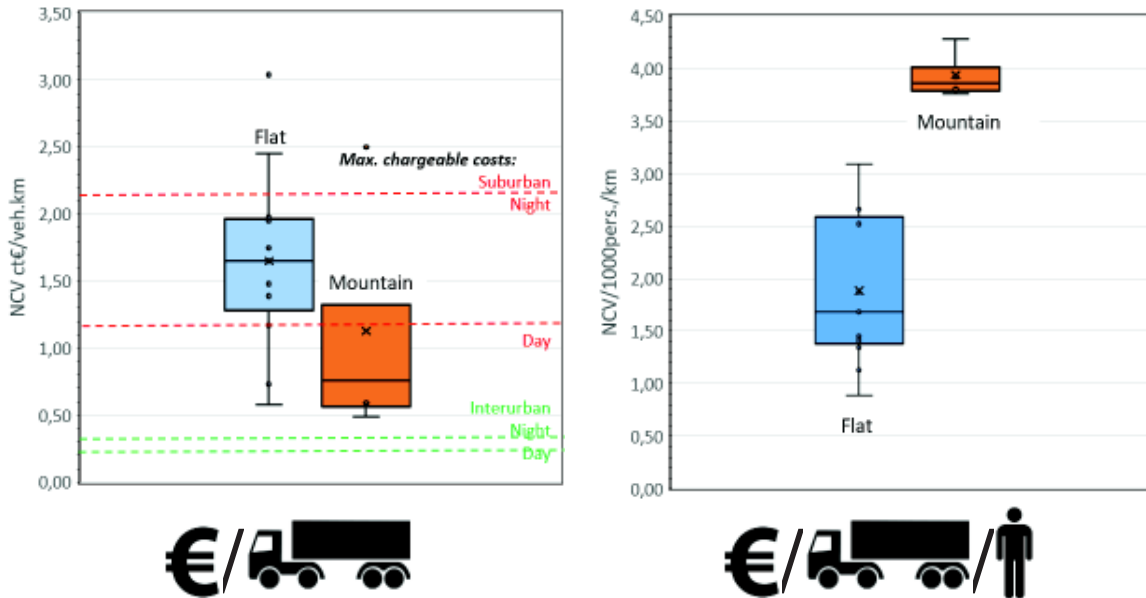 3,50
3,00
2,50
2,00
1,50
1,00
0,50
0,00
NCV ct€/veh.km
Flat
Max. chargeable costs:
Suburban
Night
Mountain
Day
Interurban
Night
Day
€/
4,50
4,00
3,50
3,00
2,50
2,00
1,50
1,00
0,50
0,00
NCV/1000pers./km
Mountain
Flat
€/ /